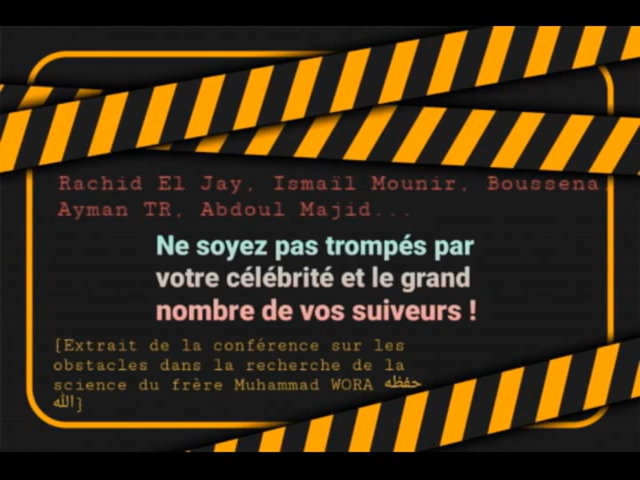 Rachid El Jay, Ismaïl Mounir, Boussena
Ayman TR, Abdoul Majid...
Ne soyez pas trompés par
votre célébrité et le grand
nombre de vos suiveurs !
[Extrait de la conférence sur les
obstacles dans la recherche de la
science du frère Muhammad WORA حفظه
الله]